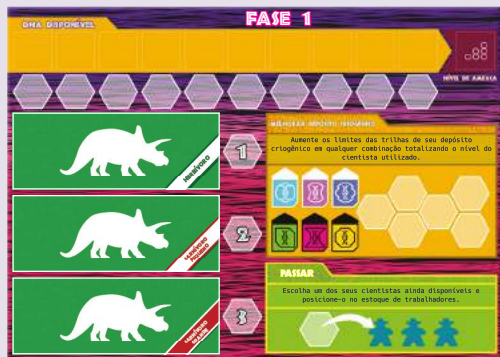 FASE 1
DNA DISPONÍVEL
NÍVEL DE AMEAÇA
HERBÍVORO
1
MELHORAR DEPÓSITO CRIOGÊNICO
Aumente os limites das trilhas de seu depósito
criogênico em qualquer combinação totalizando o nível do
cientista utilizado.
CARNÍVORO
PEQUENO
2
PASSAR
Escolha um dos seus cientistas ainda disponíveis e
posicione-o no estoque de trabalhadores.
CARNÍVORO
GRANDE
3